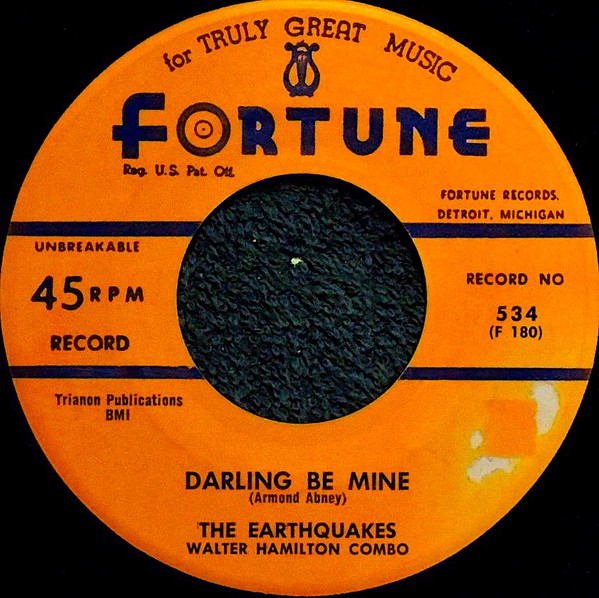 for TRULY GREAT MUSIC
FORTUNE
Reg. U.S. Pat. Off.
FORTUNE RECORDS,
DETROIT, MICHIGAN
UNBREAKABLE
45 RPM
RECORD
RECORD NO
534
(F 180)
Trianon Publications
BMI
DARLING BE MINE
(Armond Abney)
THE EARTHQUAKES
WALTER HAMILTON COMBO